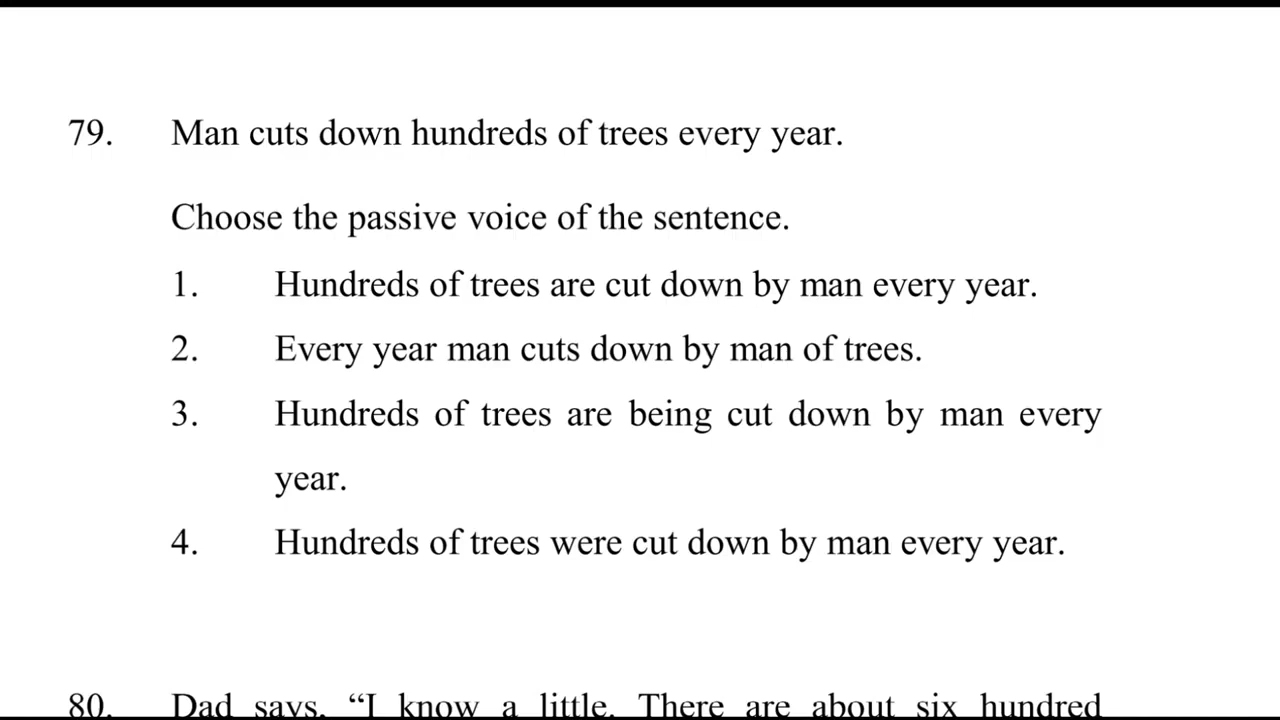 79. Man cuts down hundreds of trees every year.
Choose the passive voice of the sentence.
1. Hundreds of trees are cut down by man every year.
2. Every year man cuts down by man of trees.
3. Hundreds of trees are being cut down by man every
year.
4. Hundreds of trees were cut down by man every year.
80. Dad says, “I know a little. There are about six hundred